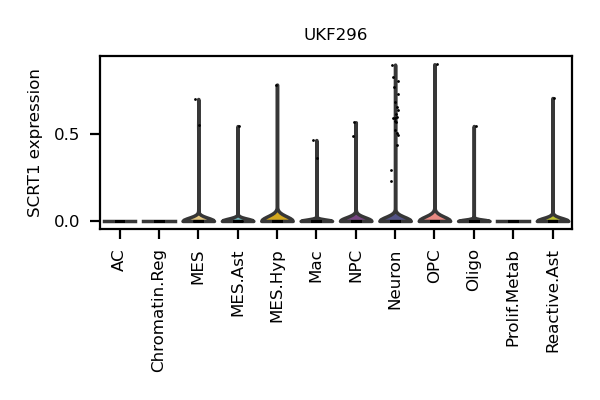 UKF296
SCRT1 expression
0.5
0.0
AC
Chromatin.Reg
MES
MES.Ast
MES.Hyp
Mac
NPC
Neuron
OPC
Oligo
Prolif.Metab
Reactive.Ast